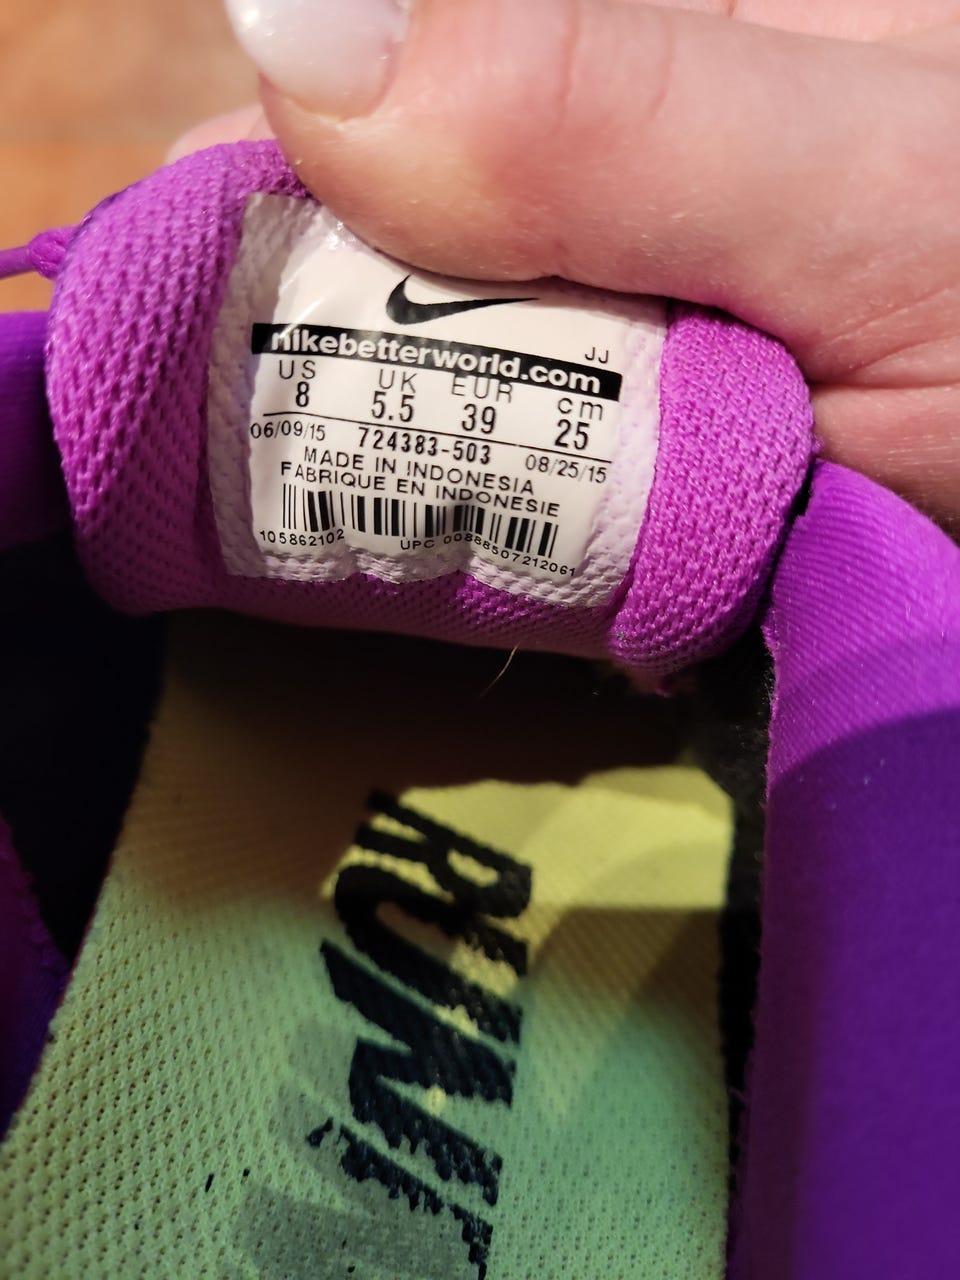 JJ
nikebetterworld.com
US UK EUR cm
8 5.5 39 25
06/09/15 724383-503 08/25/15
MADE IN INDONESIA
FABRIQUE EN INDONESIE
105862102 UPC 00888507212061